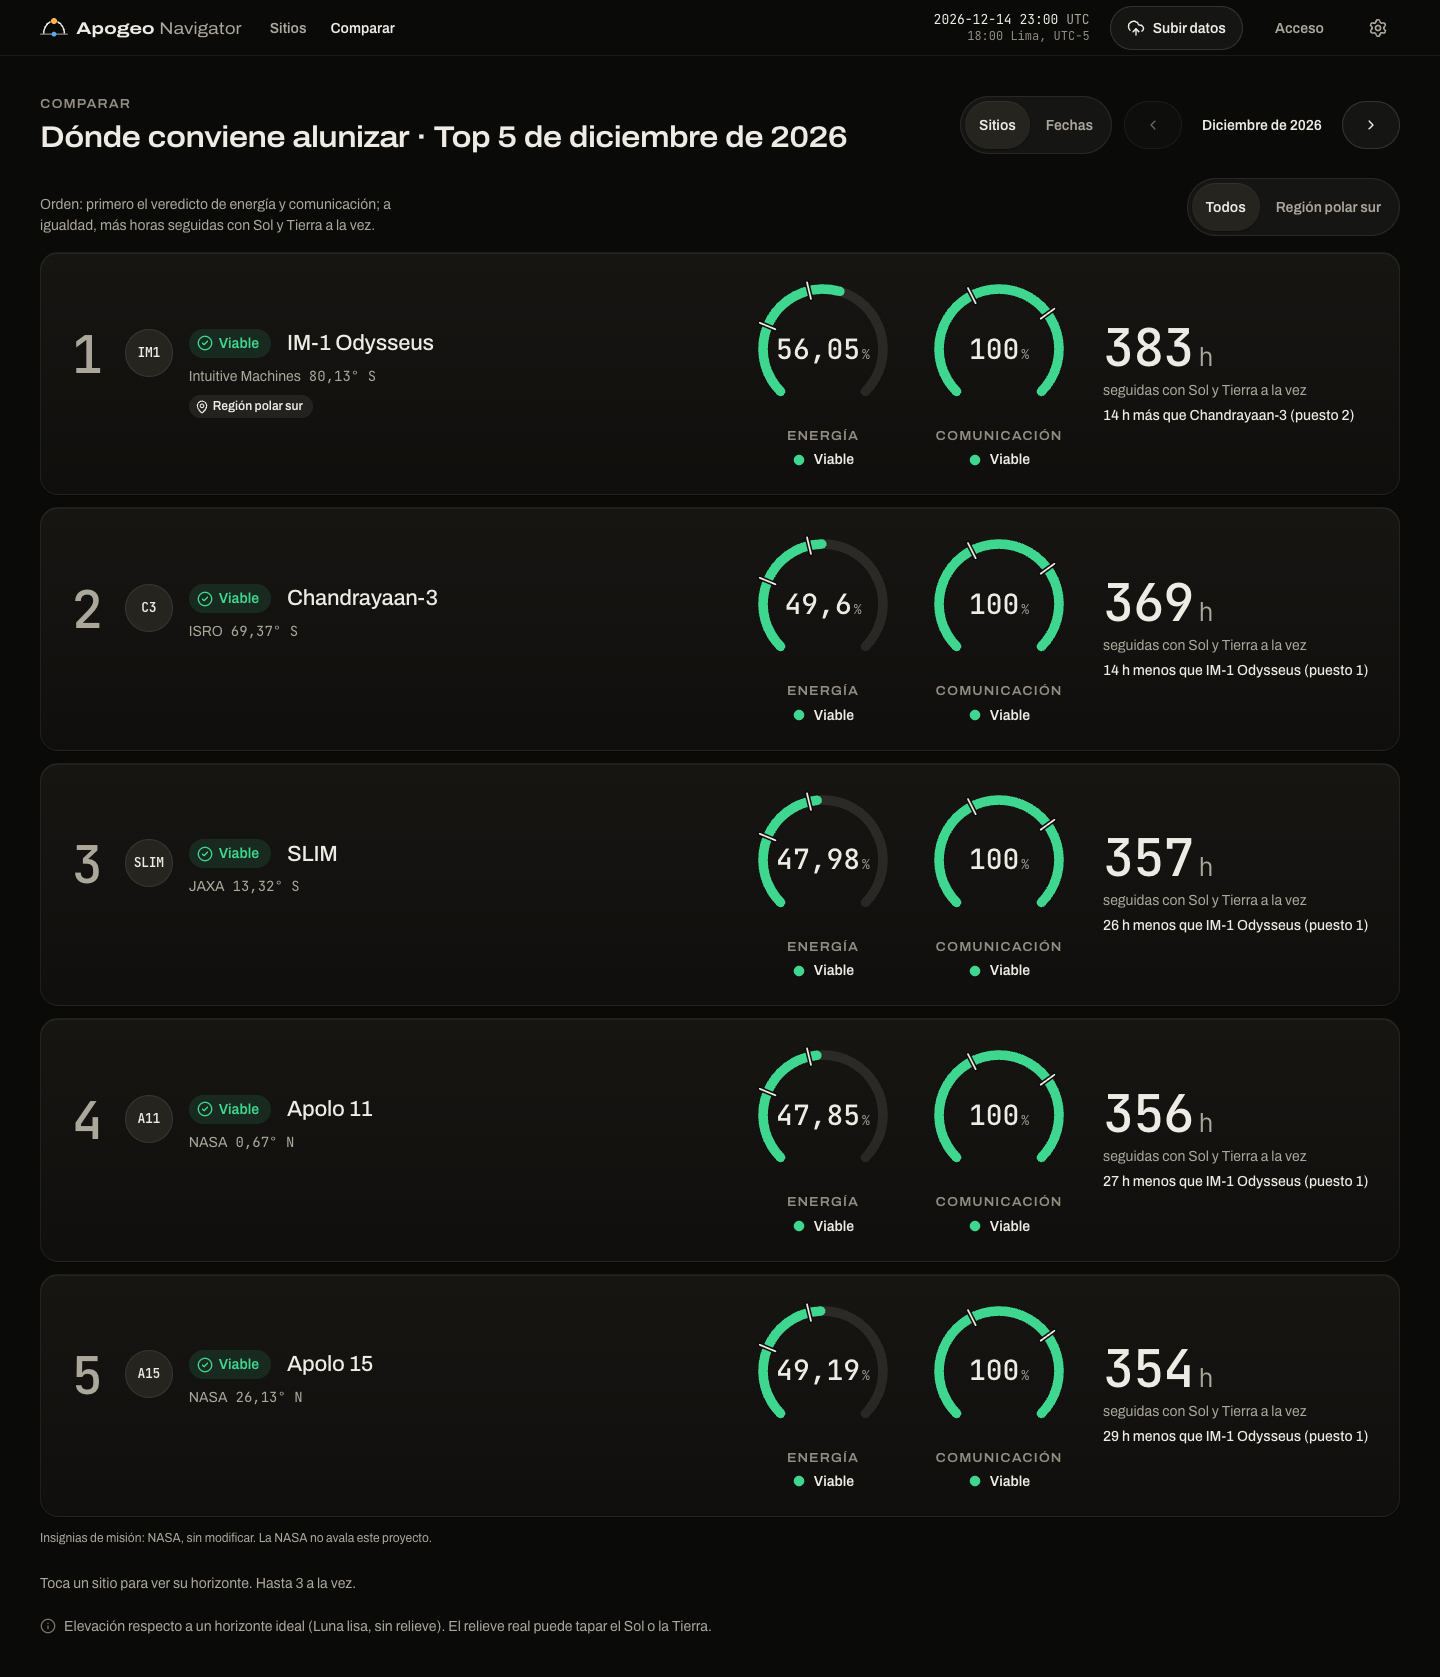 Apogeo Navigator
Sitios
Comparar
2026-12-14 23:00 UTC
18:00 Lima, UTC-5
Subir datos
Acceso
COMPARAR
Dónde conviene alunizar · Top 5 de diciembre de 2026
Sitios
Fechas
Diciembre de 2026
Orden: primero el veredicto de energía y comunicación; a
igualdad, más horas seguidas con Sol y Tierra a la vez.
Todos
Región polar sur
1
IM1
Viable
IM-1 Odysseus
Intuitive Machines 80,13° S
Región polar sur
56,05%
ENERGÍA
Viable
100%
COMUNICACIÓN
Viable
383 h
seguidas con Sol y Tierra a la vez
14 h más que Chandrayaan-3 (puesto 2)
2
C3
Viable
Chandrayaan-3
ISRO 69,37° S
49,6%
ENERGÍA
Viable
100%
COMUNICACIÓN
Viable
369 h
seguidas con Sol y Tierra a la vez
14 h menos que IM-1 Odysseus (puesto 1)
3
SLIM
Viable
SLIM
JAXA 13,32° S
47,98%
ENERGÍA
Viable
100%
COMUNICACIÓN
Viable
357 h
seguidas con Sol y Tierra a la vez
26 h menos que IM-1 Odysseus (puesto 1)
4
A11
Viable
Apolo 11
NASA 0,67° N
47,85%
ENERGÍA
Viable
100%
COMUNICACIÓN
Viable
356 h
seguidas con Sol y Tierra a la vez
27 h menos que IM-1 Odysseus (puesto 1)
5
A15
Viable
Apolo 15
NASA 26,13° N
49,19%
ENERGÍA
Viable
100%
COMUNICACIÓN
Viable
354 h
seguidas con Sol y Tierra a la vez
29 h menos que IM-1 Odysseus (puesto 1)
Insignias de misión: NASA, sin modificar. La NASA no avala este proyecto.
Toca un sitio para ver su horizonte. Hasta 3 a la vez.
Elevación respecto a un horizonte ideal (Luna lisa, sin relieve). El relieve real puede tapar el Sol o la Tierra.